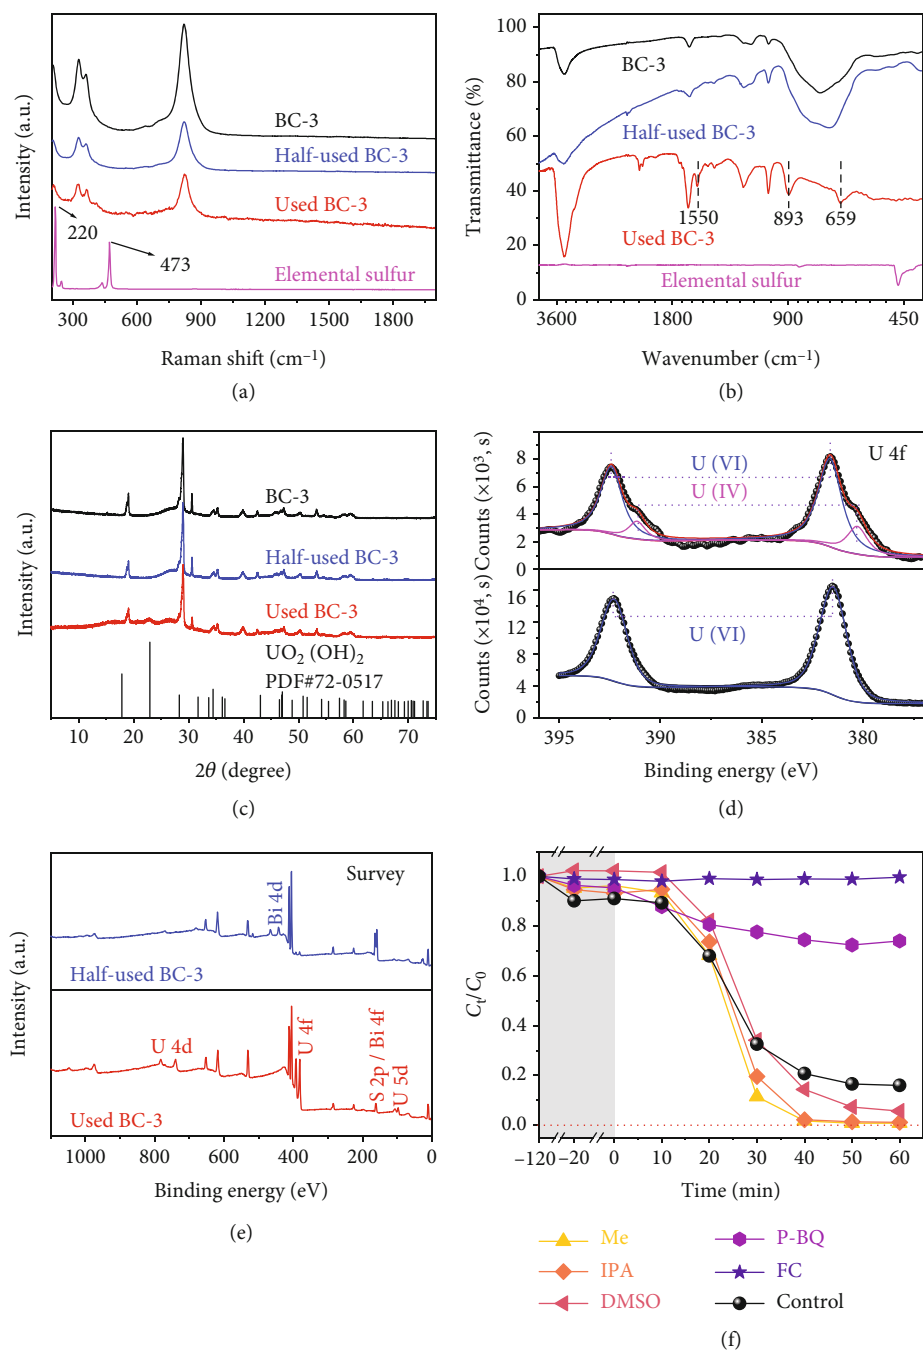 Intensity (a.u.)
BC-3
Half-used BC-3
Used BC-3
220
473
Elemental sulfur
300 600 900 1200 1500 1800
Raman shift (cm–1)
(a)
Transmittance (%)
100
80
60
40
20
0
BC-3
Half-used BC-3
1550 893 659
Used BC-3
Elemental sulfur
3600 1800 900 450
Wavenumber (cm–1)
(b)
Intensity (a.u.)
BC-3
Half-used BC-3
Used BC-3
UO2 (OH)2
PDF#72-0517
10 20 30 40 50 60 70
2θ (degree)
(c)
Counts (×10³, s)
8
6
4
2
0
U 4f
U (VI)
U (IV)
Counts (×10⁴, s)
16
12
8
4
0
U (VI)
395 390 385 380
Binding energy (eV)
(d)
Intensity (a.u.)
Survey
Bi 4d
Half-used BC-3
U 4d
U 4f
S 2p / Bi 4f
U 5d
Used BC-3
1000 800 600 400 200 0
Binding energy (eV)
(e)
Ct/C0
1.0
0.8
0.6
0.4
0.2
0.0
–120 –20 0 10 20 30 40 50 60
Time (min)
Me
IPA
DMSO
P-BQ
FC
Control
(f)